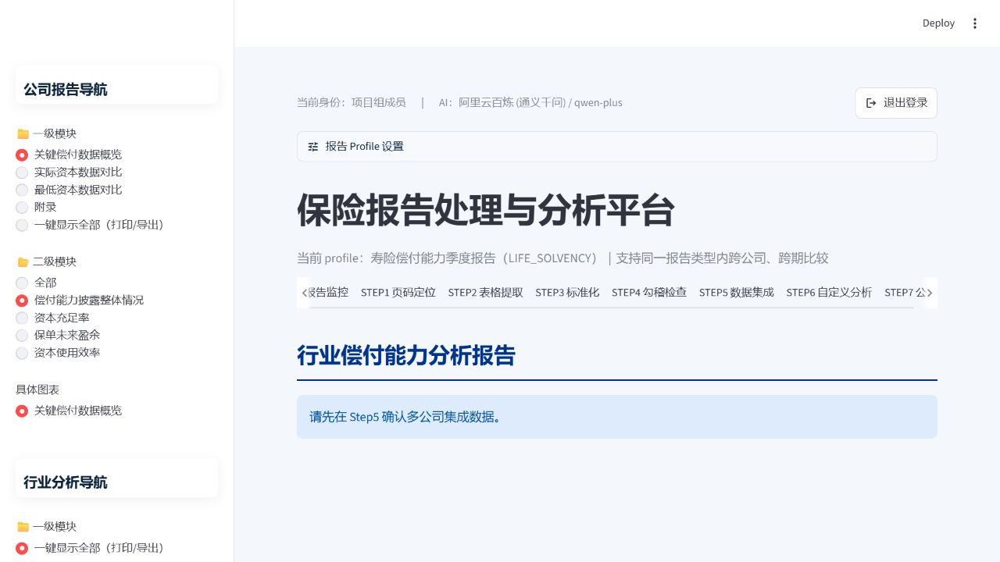 Deploy
公司报告导航
一级模块
关键偿付数据概览
实际资本数据对比
最低资本数据对比
附录
一键显示全部（打印/导出）
二级模块
全部
偿付能力披露整体情况
资本充足率
保单未来盈余
资本使用效率
具体图表
关键偿付数据概览
行业分析导航
一级模块
一键显示全部（打印/导出）
当前身份：项目组成员 | AI：阿里云百炼 (通义千问) / qwen-plus
退出登录
报告 Profile 设置
保险报告处理与分析平台
当前 profile：寿险偿付能力季度报告（LIFE_SOLVENCY）｜支持同一报告类型内跨公司、跨期比较
报告监控 STEP1 页码定位 STEP2 表格提取 STEP3 标准化 STEP4 勾稽检查 STEP5 数据集成 STEP6 自定义分析 STEP7 公
行业偿付能力分析报告
请先在 Step5 确认多公司集成数据。